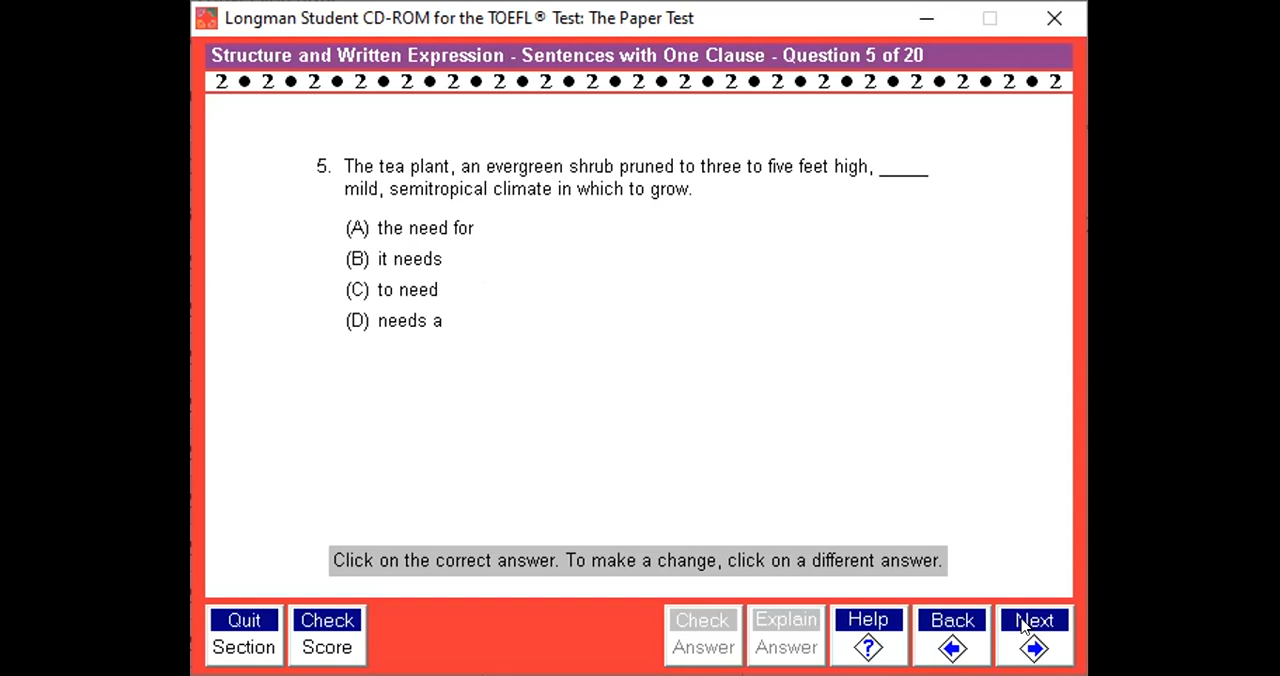 Longman Student CD-ROM for the TOEFL® Test: The Paper Test
Structure and Written Expression - Sentences with One Clause - Question 5 of 20
2 ● 2 ● 2 ● 2 ● 2 ● 2 ● 2 ● 2 ● 2 ● 2 ● 2 ● 2 ● 2 ● 2 ● 2 ● 2 ● 2 ● 2 ● 2
5. The tea plant, an evergreen shrub pruned to three to five feet high, _____
mild, semitropical climate in which to grow.
(A) the need for
(B) it needs
(C) to need
(D) needs a
Click on the correct answer. To make a change, click on a different answer.
Quit Check Check Explain Help Back Next
Section Score Answer Answer ?